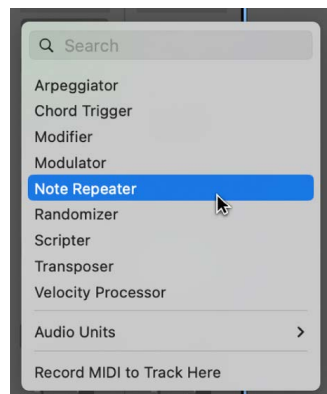 Search
Arpeggiator
Chord Trigger
Modifier
Modulator
Note Repeater
Randomizer
Scripter
Transposer
Velocity Processor
Audio Units
Record MIDI to Track Here